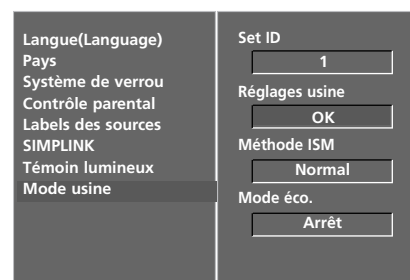 Langue(Language)
Pays
Système de verrou
Contrôle parental
Labels des sources
SIMPLINK
Témoin lumineux
Mode usine
Set ID
1
Réglages usine
OK
Méthode ISM
Normal
Mode éco.
Arrêt